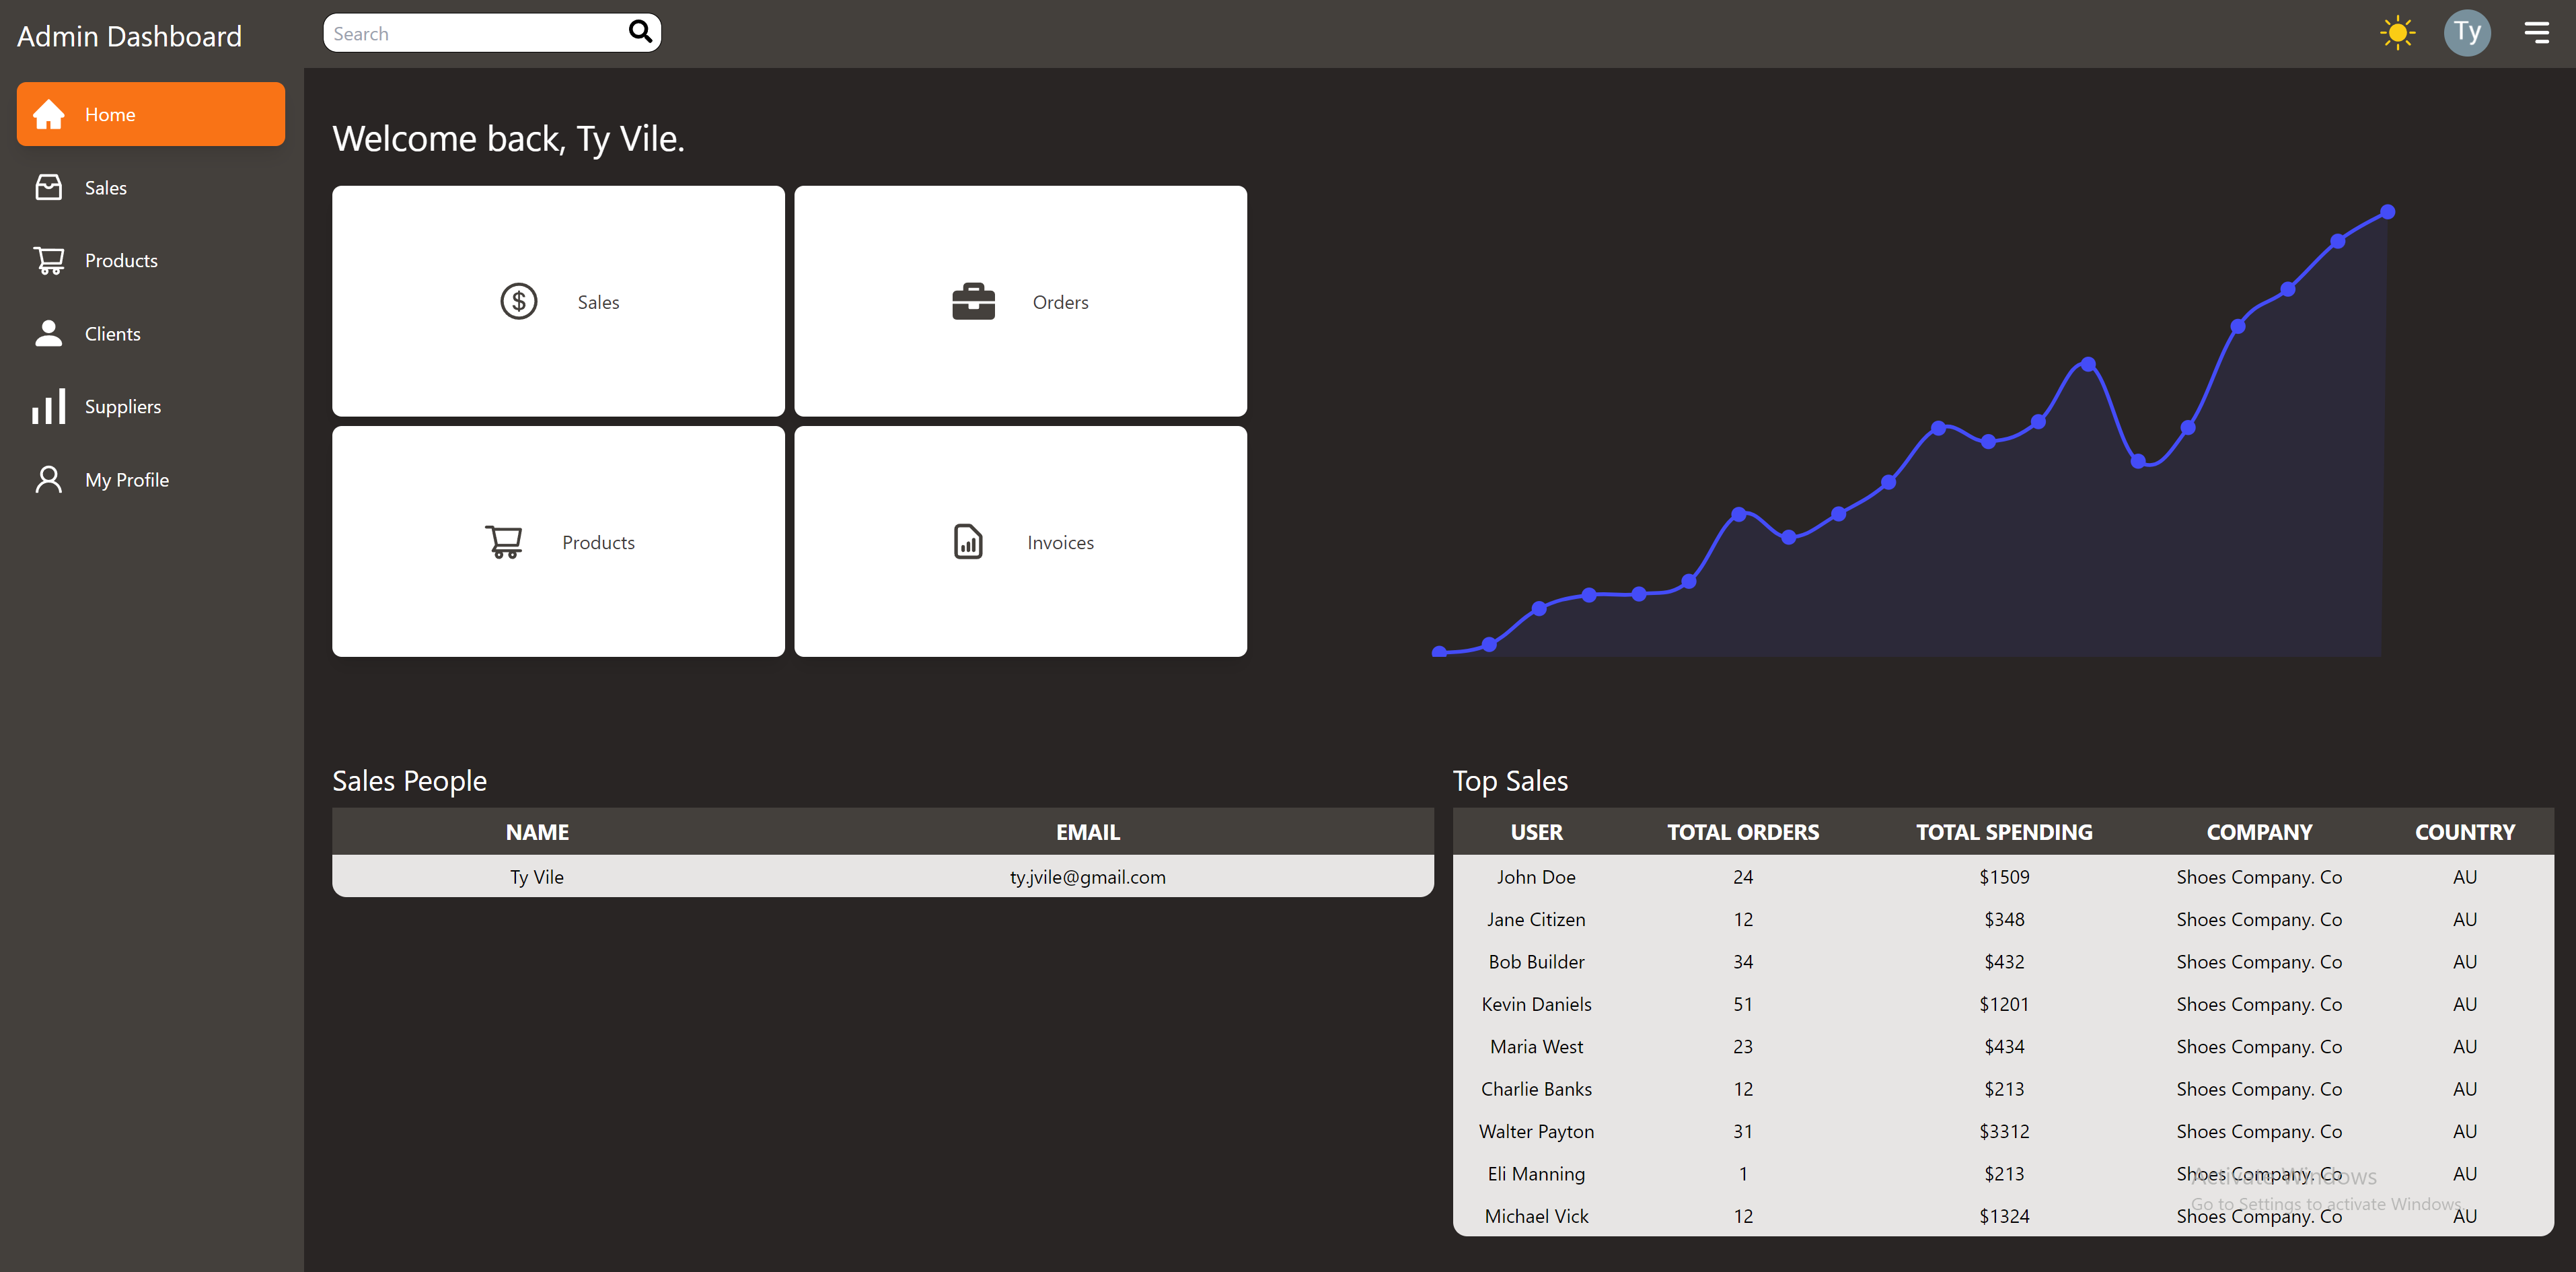 Admin Dashboard
Search
Ty
Home
Sales
Products
Clients
Suppliers
My Profile
Welcome back, Ty Vile.
Sales
Orders
Products
Invoices
Sales People
NAME EMAIL
Ty Vile ty.jvile@gmail.com
Top Sales
USER TOTAL ORDERS TOTAL SPENDING COMPANY COUNTRY
John Doe 24 $1509 Shoes Company. Co AU
Jane Citizen 12 $348 Shoes Company. Co AU
Bob Builder 34 $432 Shoes Company. Co AU
Kevin Daniels 51 $1201 Shoes Company. Co AU
Maria West 23 $434 Shoes Company. Co AU
Charlie Banks 12 $213 Shoes Company. Co AU
Walter Payton 31 $3312 Shoes Company. Co AU
Eli Manning 1 $213 Shoes Company. Co AU
Michael Vick 12 $1324 Shoes Company. Co AU
Activate Windows
Go to Settings to activate Windows.